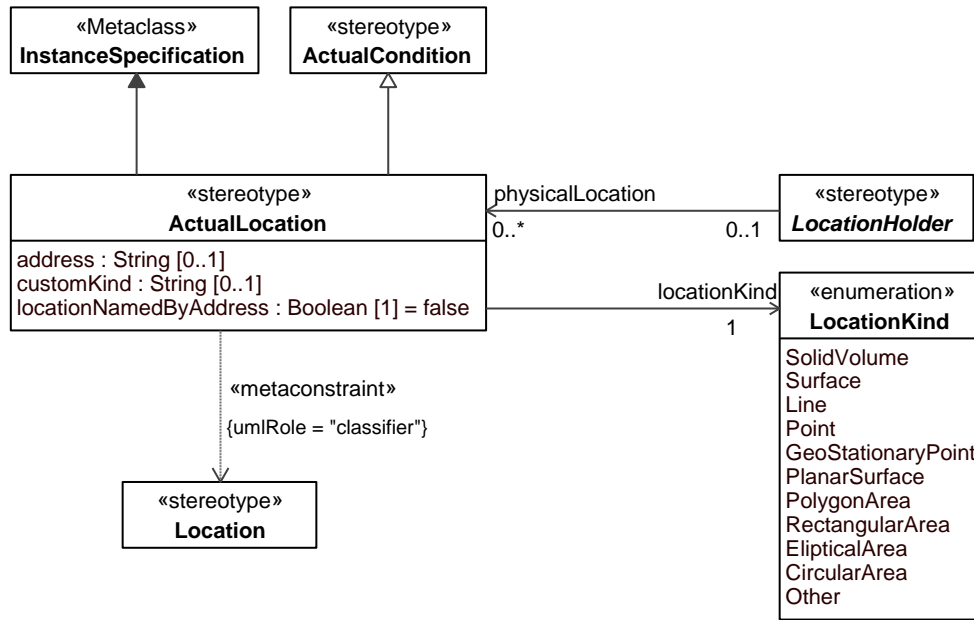 «Metaclass»
InstanceSpecification
«stereotype»
ActualCondition
«stereotype»
ActualLocation
address : String [0..1]
customKind : String [0..1]
locationNamedByAddress : Boolean [1] = false
physicalLocation
0..*
0..1
«stereotype»
LocationHolder
locationKind
1
«enumeration»
LocationKind
SolidVolume
Surface
Line
Point
GeoStationaryPoint
PlanarSurface
PolygonArea
RectangularArea
ElipticalArea
CircularArea
Other
«metaconstraint»
{umlRole = "classifier"}
«stereotype»
Location